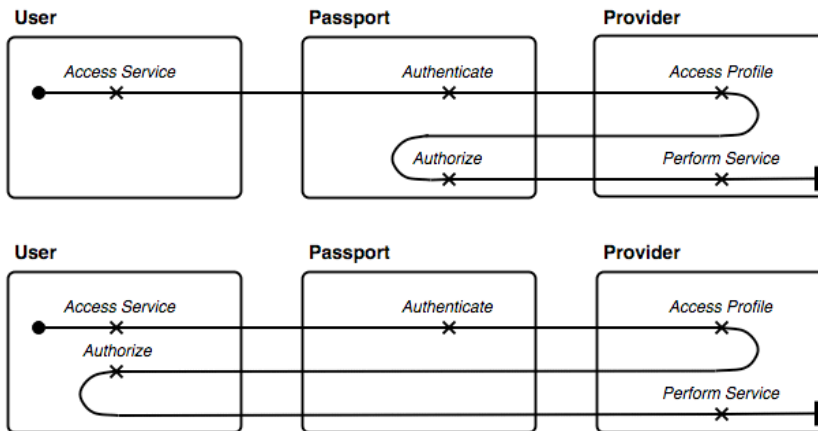 User Passport Provider
Access Service Authenticate Access Profile
Authorize Perform Service
User Passport Provider
Access Service Authenticate Access Profile
Authorize
Perform Service